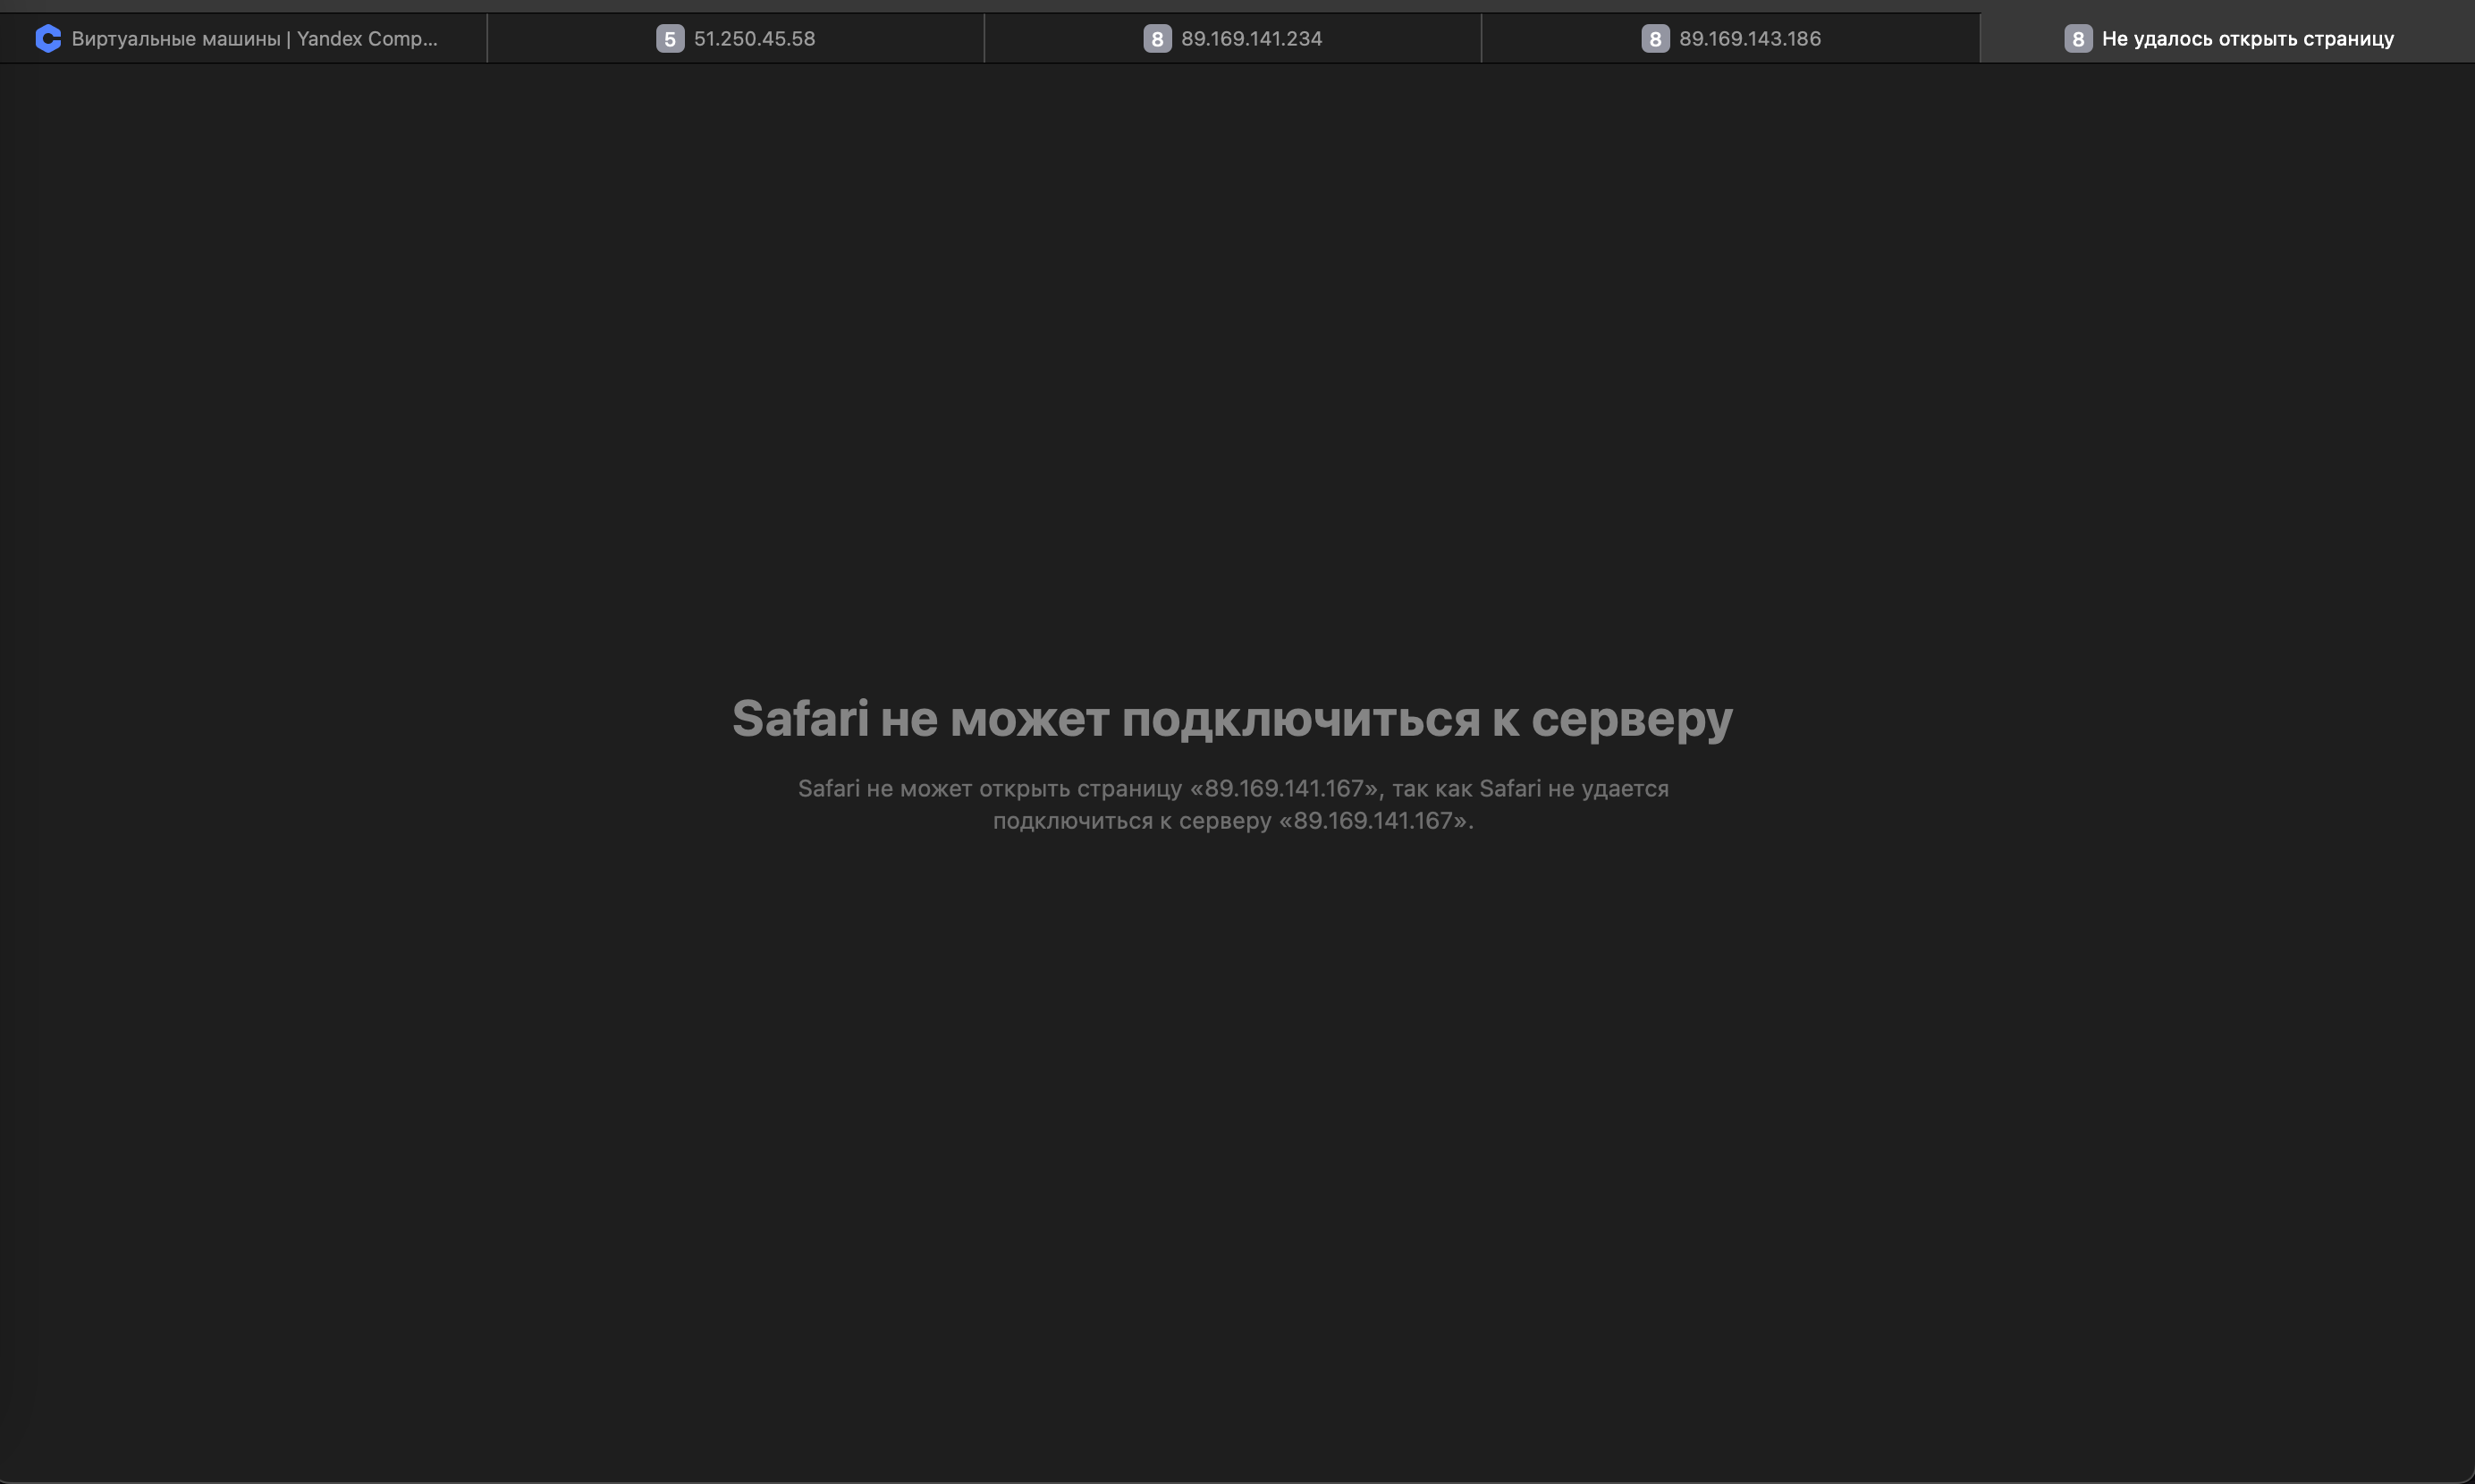 Виртуальные машины | Yandex Comp...
5 51.250.45.58
8 89.169.141.234
8 89.169.143.186
8 Не удалось открыть страницу
Safari не может подключиться к серверу
Safari не может открыть страницу «89.169.141.167», так как Safari не удается
подключиться к серверу «89.169.141.167».